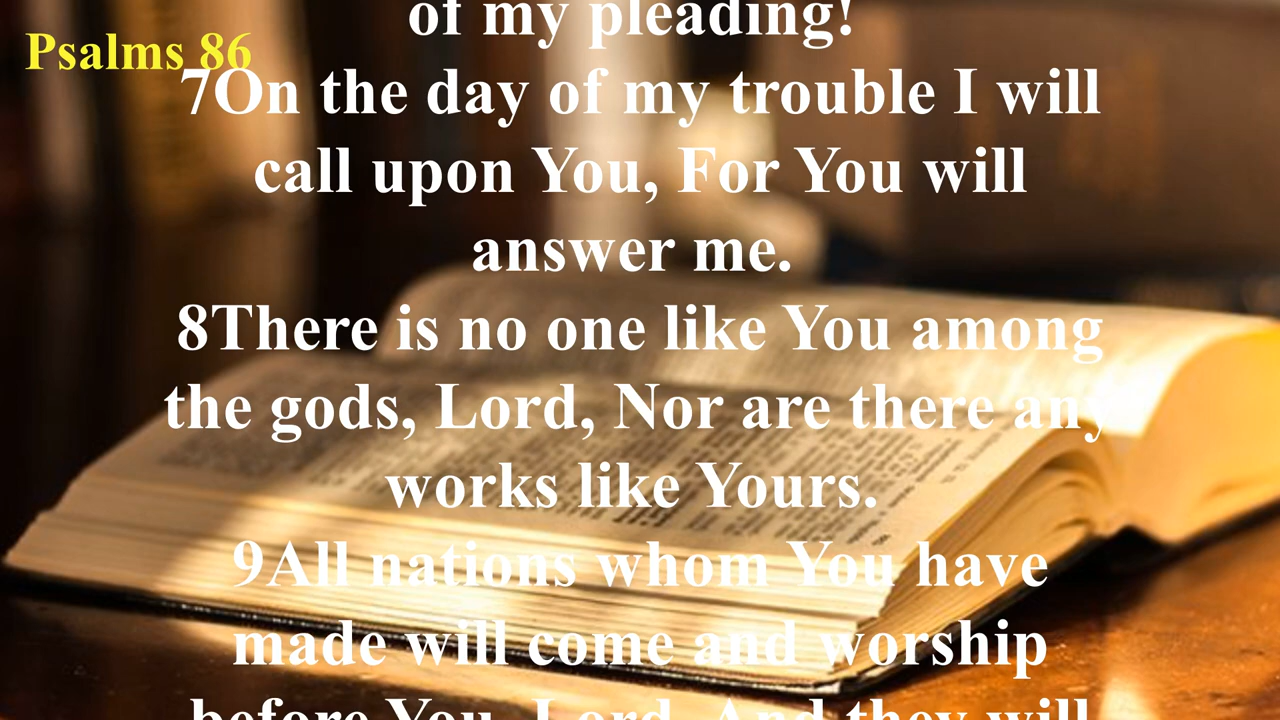 of my pleading!
Psalms 86
7On the day of my trouble I will
call upon You, For You will
answer me.
8There is no one like You among
the gods, Lord, Nor are there any
works like Yours.
9All nations whom You have
made will come and worship
before You, Lord, And they will